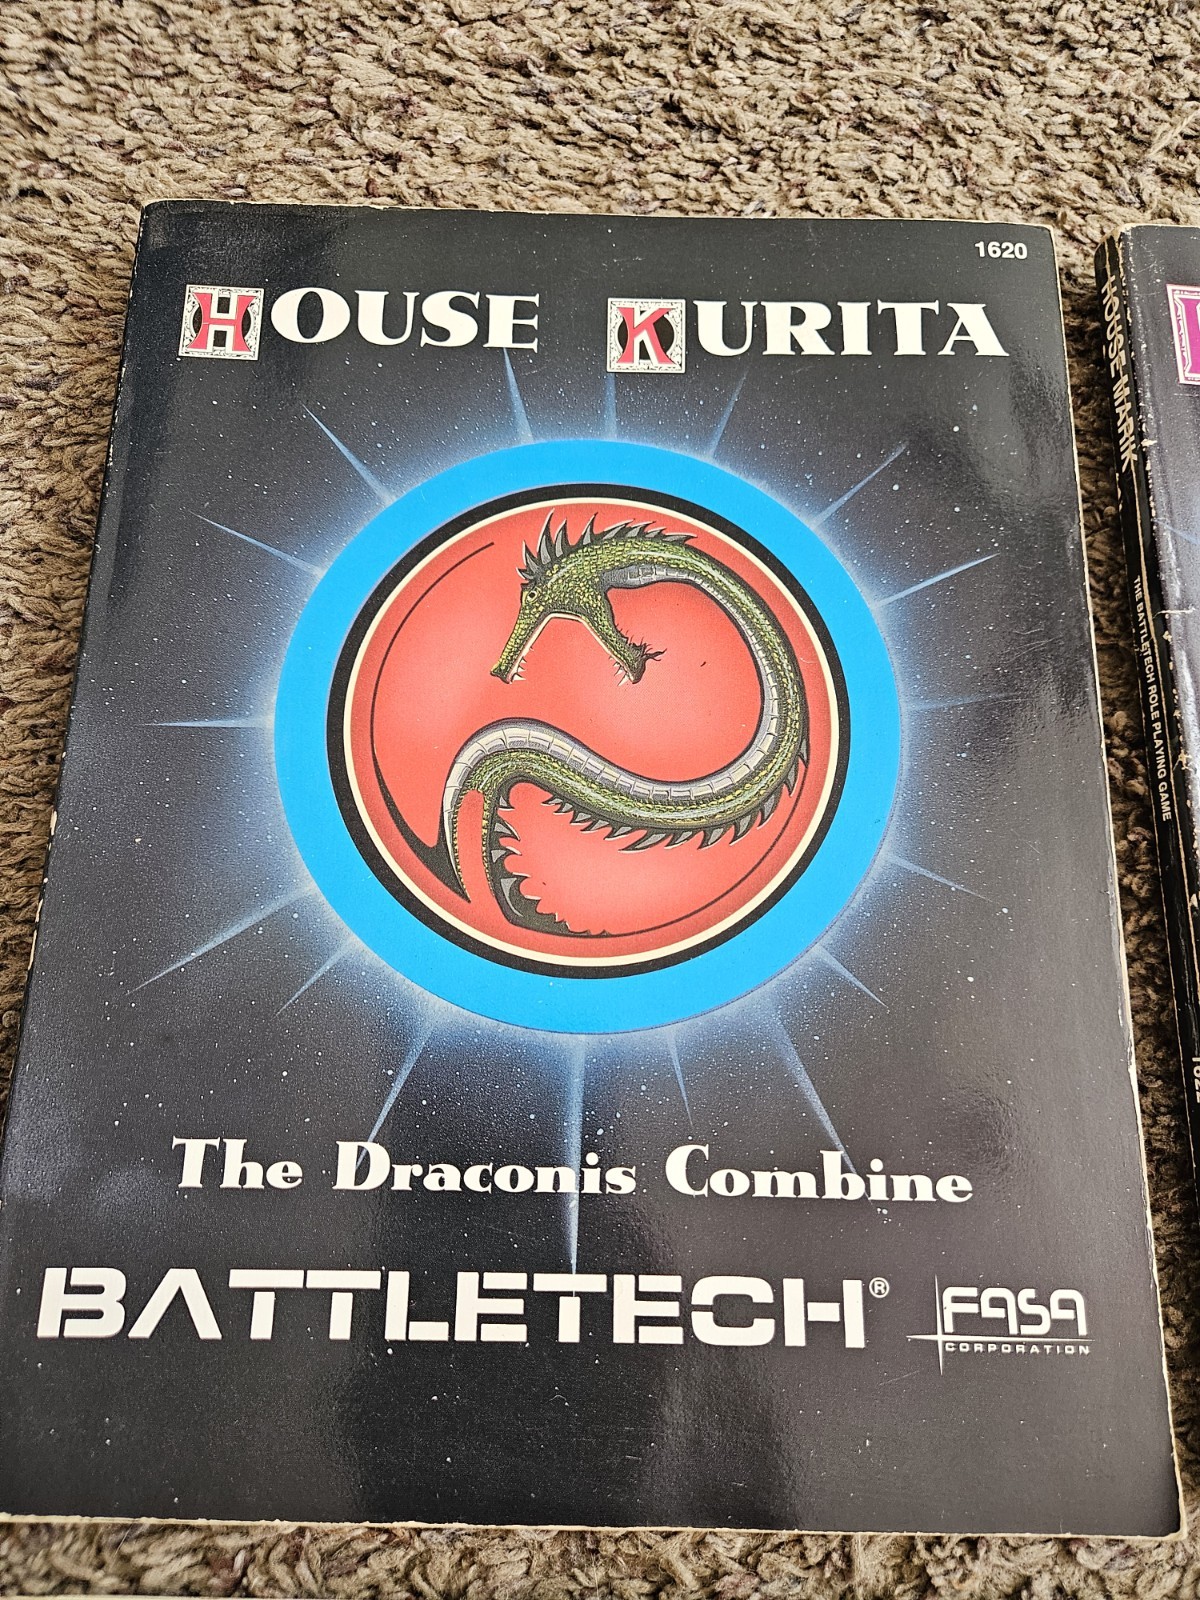 1620
HOUSE KURITA
The Draconis Combine
BATTLETECH®
FASA
CORPORATION
HOUSE MARIK
THE BATTLETECH ROLE PLAYING GAME